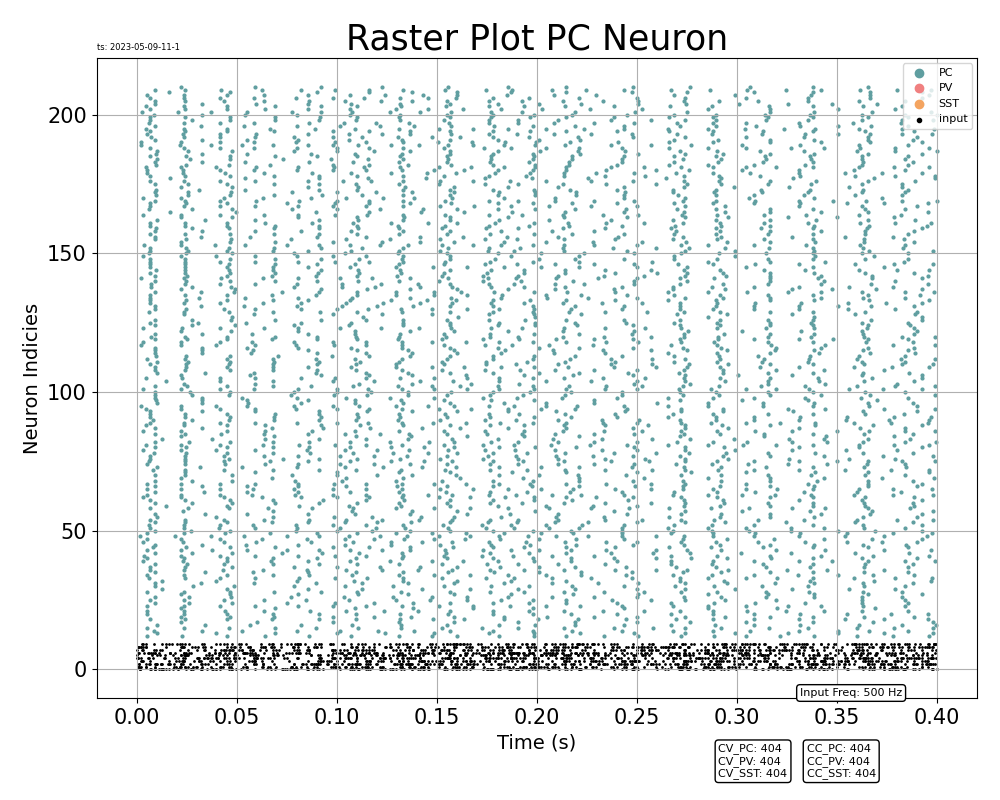 Raster Plot PC Neuron
ts: 2023-05-09-11-1
PC
PV
SST
input
Neuron Indicies
200
150
100
50
0
0.00 0.05 0.10 0.15 0.20 0.25 0.30 0.35 0.40
Time (s)
Input Freq: 500 Hz
CV_PC: 404
CV_PV: 404
CV_SST: 404
CC_PC: 404
CC_PV: 404
CC_SST: 404